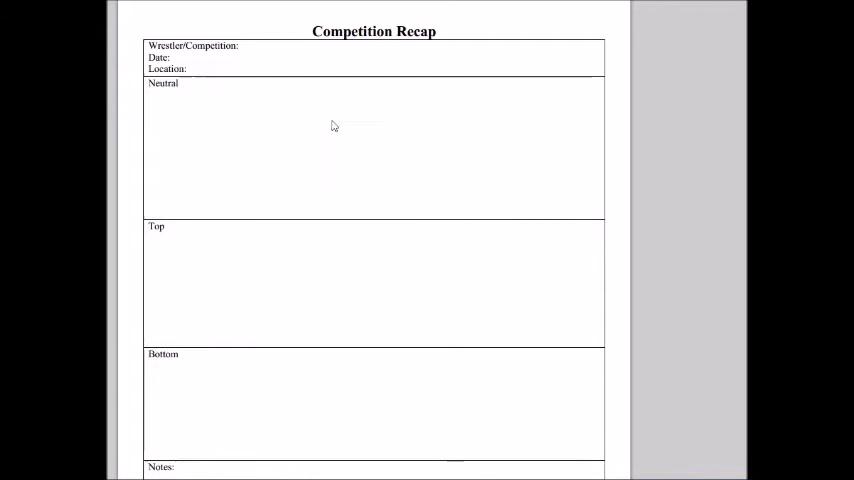 Competition Recap
Wrestler/Competition:
Date:
Location:
Neutral
Top
Bottom
Notes: